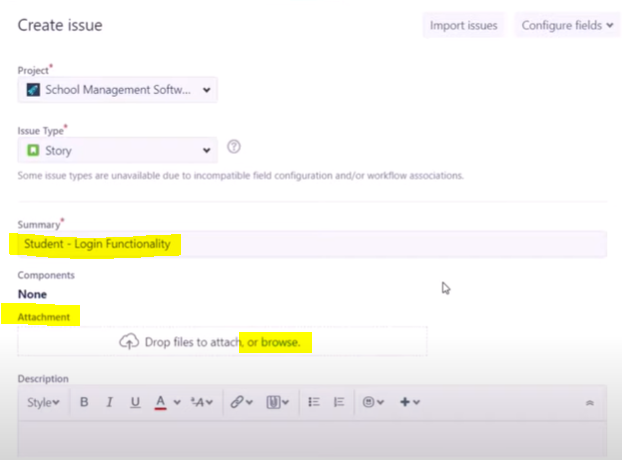 Create issue
Import issues
Configure fields
Project*
School Management Softw...
Issue Type*
Story
Some issue types are unavailable due to incompatible field configuration and/or workflow associations.
Summary*
Student - Login Functionality
Components
None
Attachment
Drop files to attach, or browse.
Description
Style B I U A A